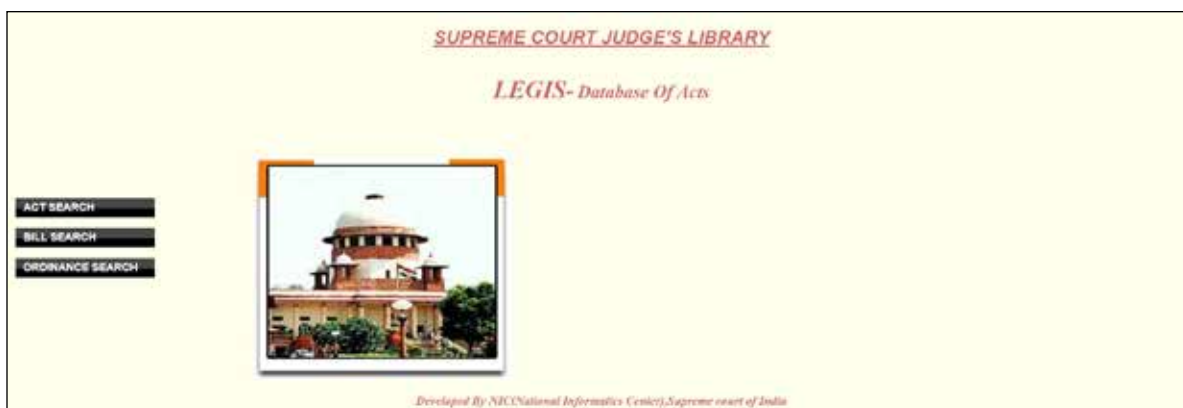 SUPREME COURT JUDGE'S LIBRARY
LEGIS- Database Of Acts
ACT SEARCH
BILL SEARCH
ORDINANCE SEARCH
Developed By NIC(National Informatics Center),Supreme court of India